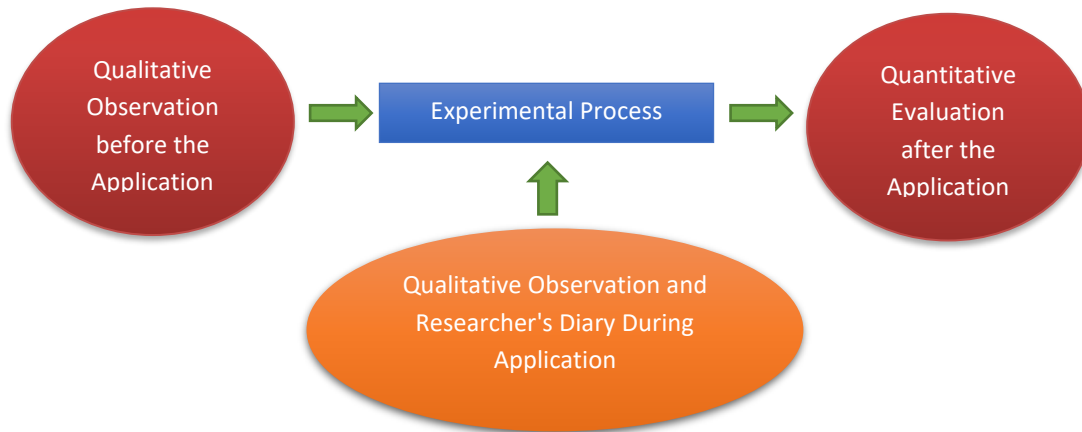 Qualitative
Observation
before the
Application
Experimental Process
Quantitative
Evaluation
after the
Application
Qualitative Observation and
Researcher's Diary During
Application